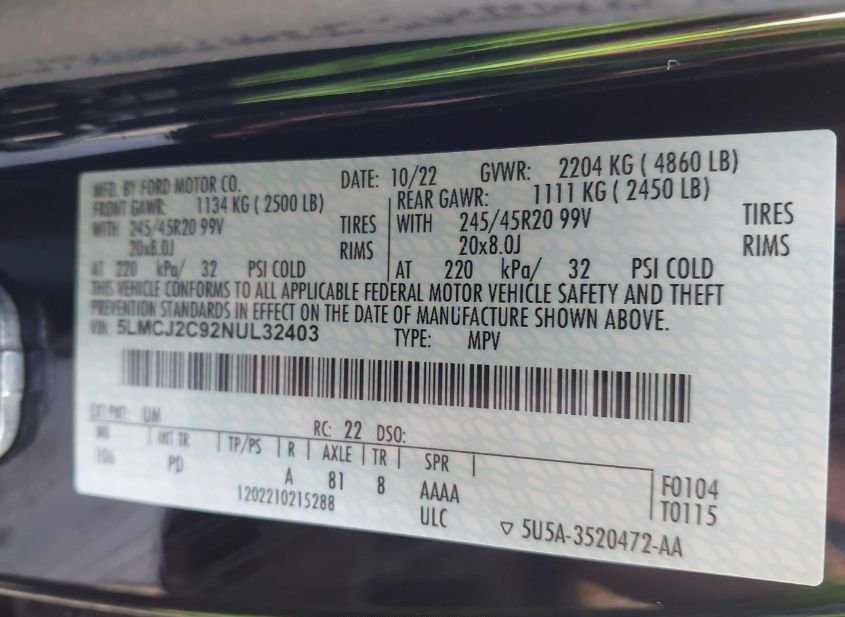 MFD. BY FORD MOTOR CO. DATE: 10/22 GVWR: 2204 KG ( 4860 LB)
FRONT GAWR: 1134 KG ( 2500 LB) REAR GAWR: 1111 KG ( 2450 LB)
WITH 245/45R20 99V TIRES WITH 245/45R20 99V TIRES
20x8.0J RIMS 20x8.0J RIMS
AT 220 kPa/ 32 PSI COLD AT 220 kPa/ 32 PSI COLD
THIS VEHICLE CONFORMS TO ALL APPLICABLE FEDERAL MOTOR VEHICLE SAFETY AND THEFT
PREVENTION STANDARDS IN EFFECT ON THE DATE OF MANUFACTURE SHOWN ABOVE.
VIN: 5LMCJ2C92NUL32403 TYPE: MPV
EXT PNT: UM RC: 22 DSO:
WB INT TR TP/PS R AXLE TR SPR
106 PD A 81 8 AAAA F0104
1202210215288 ULC T0115
5U5A-3520472-AA